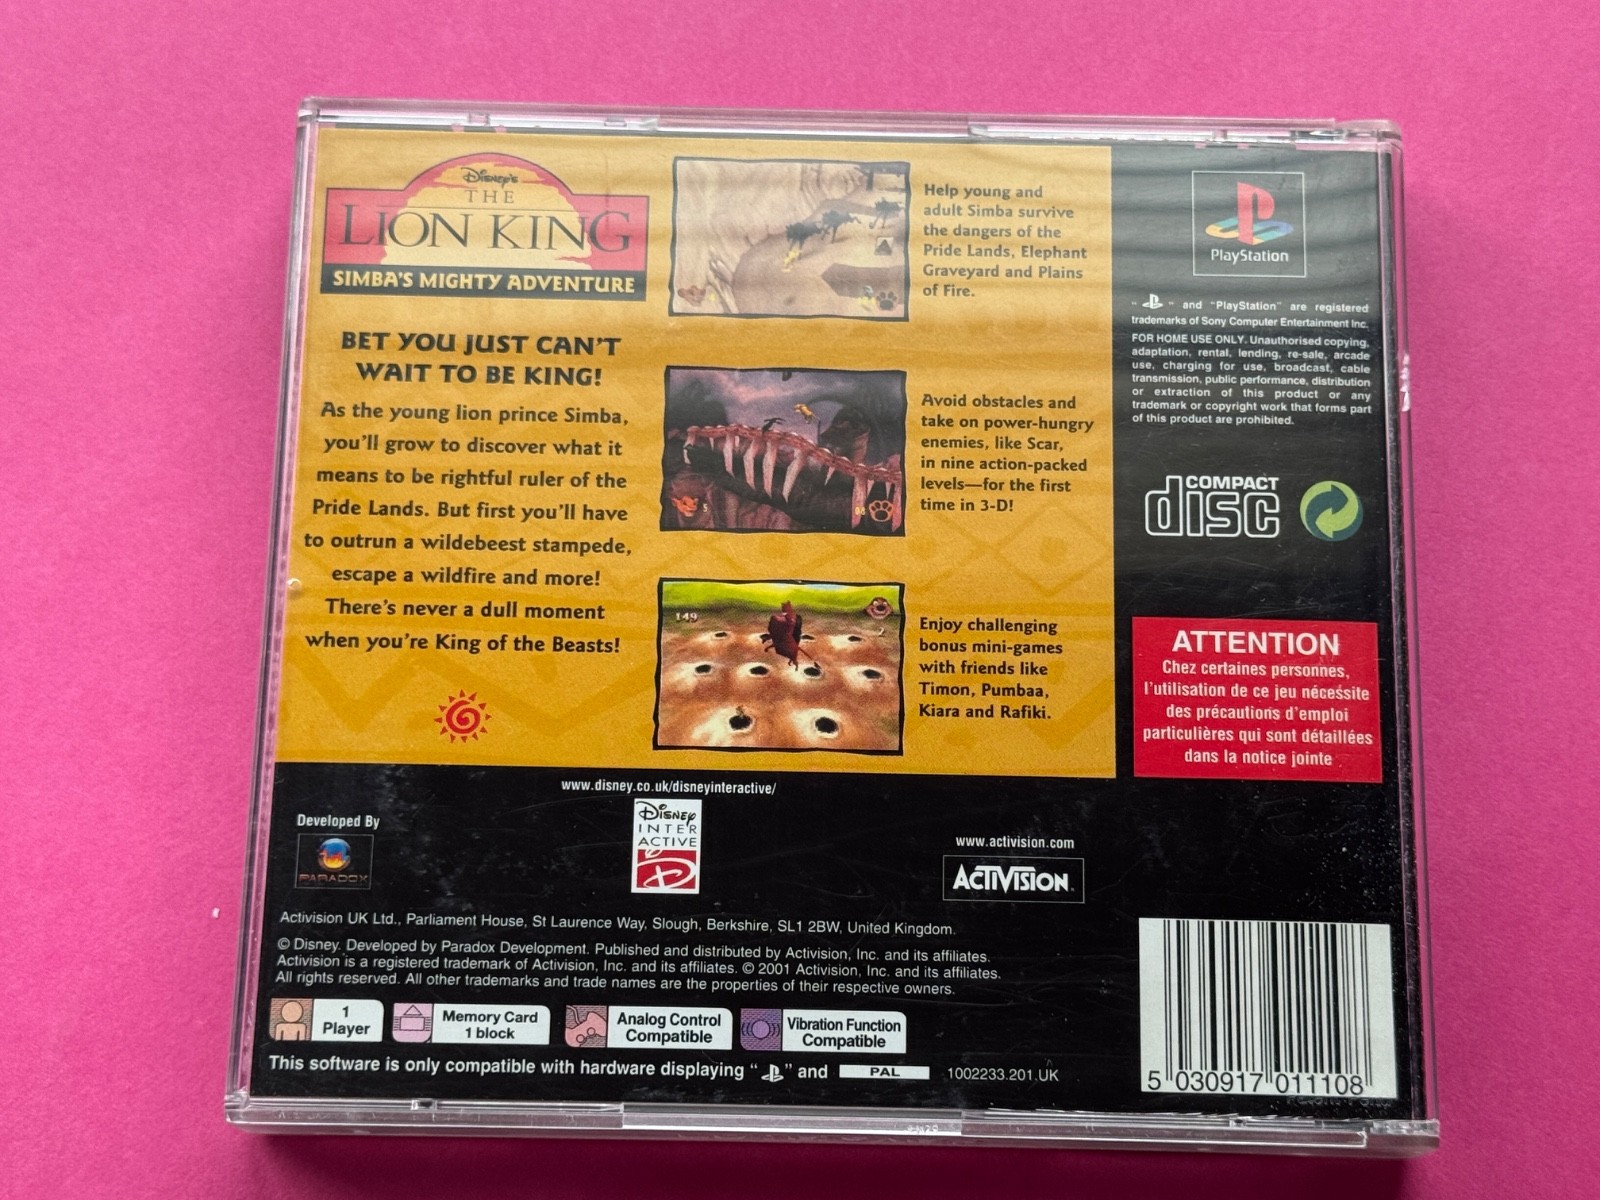 Disney's
THE
LION KING
SIMBA'S MIGHTY ADVENTURE
BET YOU JUST CAN'T
WAIT TO BE KING!
As the young lion prince Simba,
you'll grow to discover what it
means to be rightful ruler of the
Pride Lands. But first you'll have
to outrun a wildebeest stampede,
escape a wildfire and more!
There's never a dull moment
when you're King of the Beasts!
Help young and
adult Simba survive
the dangers of the
Pride Lands, Elephant
Graveyard and Plains
of Fire.
Avoid obstacles and
take on power-hungry
enemies, like Scar,
in nine action-packed
levels—for the first
time in 3-D!
5
149
2
Enjoy challenging
bonus mini-games
with friends like
Timon, Pumbaa,
Kiara and Rafiki.
PlayStation
" " and "PlayStation" are registered
trademarks of Sony Computer Entertainment Inc.
FOR HOME USE ONLY. Unauthorised copying,
adaptation, rental, lending, re-sale, arcade
use, charging for use, broadcast, cable
transmission, public performance, distribution
or extraction of this product or any
trademark or copyright work that forms part
of this product are prohibited.
COMPACT
disc
ATTENTION
Chez certaines personnes,
l'utilisation de ce jeu nécessite
des précautions d'emploi
particulières qui sont détaillées
dans la notice jointe
www.disney.co.uk/disneyinteractive/
Developed By
PARADOX
Disney
INTER
ACTIVE
www.activision.com
ACTIVISION.
Activision UK Ltd., Parliament House, St Laurence Way, Slough, Berkshire, SL1 2BW, United Kingdom.
© Disney. Developed by Paradox Development. Published and distributed by Activision, Inc. and its affiliates.
Activision is a registered trademark of Activision, Inc. and its affiliates. © 2001 Activision, Inc. and its affiliates.
All rights reserved. All other trademarks and trade names are the properties of their respective owners.
1
Player
Memory Card
1 block
Analog Control
Compatible
Vibration Function
Compatible
This software is only compatible with hardware displaying " " and PAL
1002233.201.UK
5 030917 011108